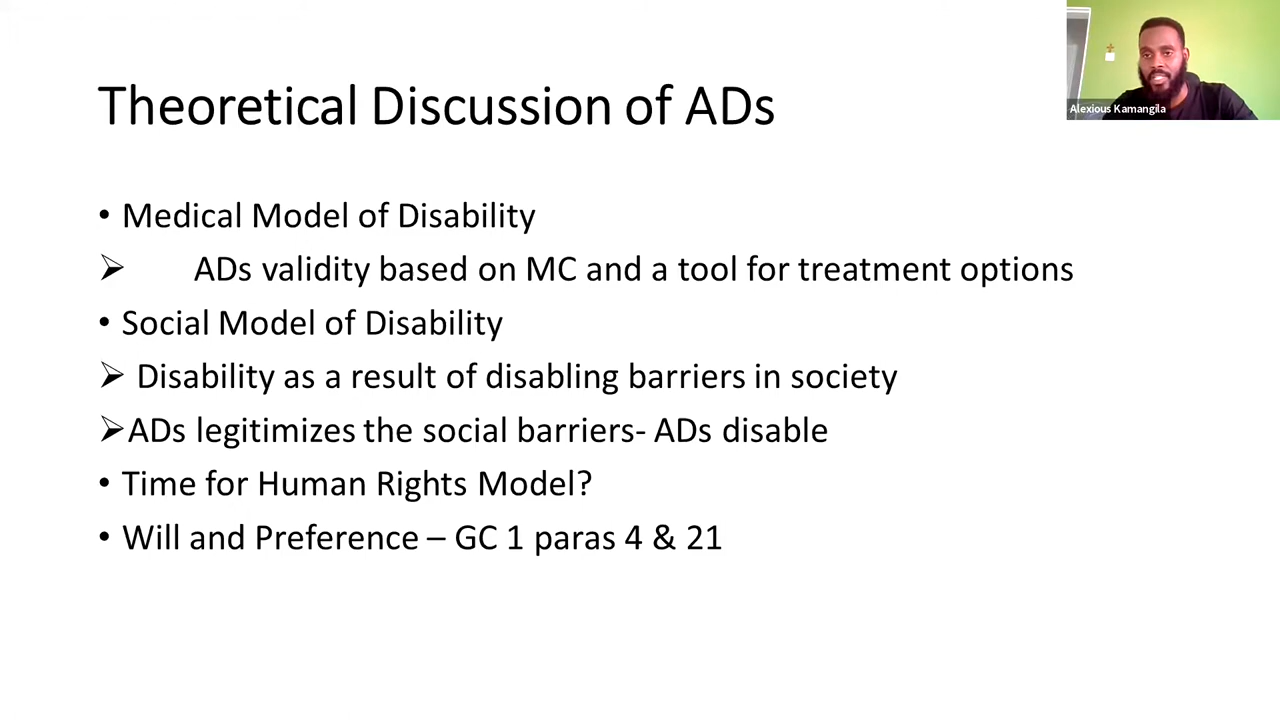 Theoretical Discussion of ADs
Alexious Kamangila
• Medical Model of Disability
➢ ADs validity based on MC and a tool for treatment options
• Social Model of Disability
➢ Disability as a result of disabling barriers in society
➢ADs legitimizes the social barriers- ADs disable
• Time for Human Rights Model?
• Will and Preference – GC 1 paras 4 & 21